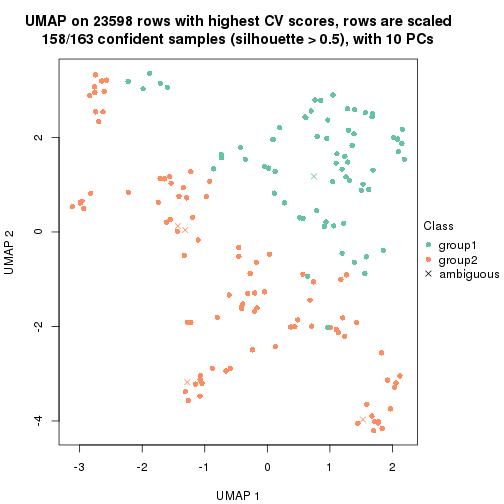 UMAP on 23598 rows with highest CV scores, rows are scaled
158/163 confident samples (silhouette > 0.5), with 10 PCs
2
0
-2
-4
UMAP 2
-3 -2 -1 0 1 2
UMAP 1
Class
group1
group2
ambiguous